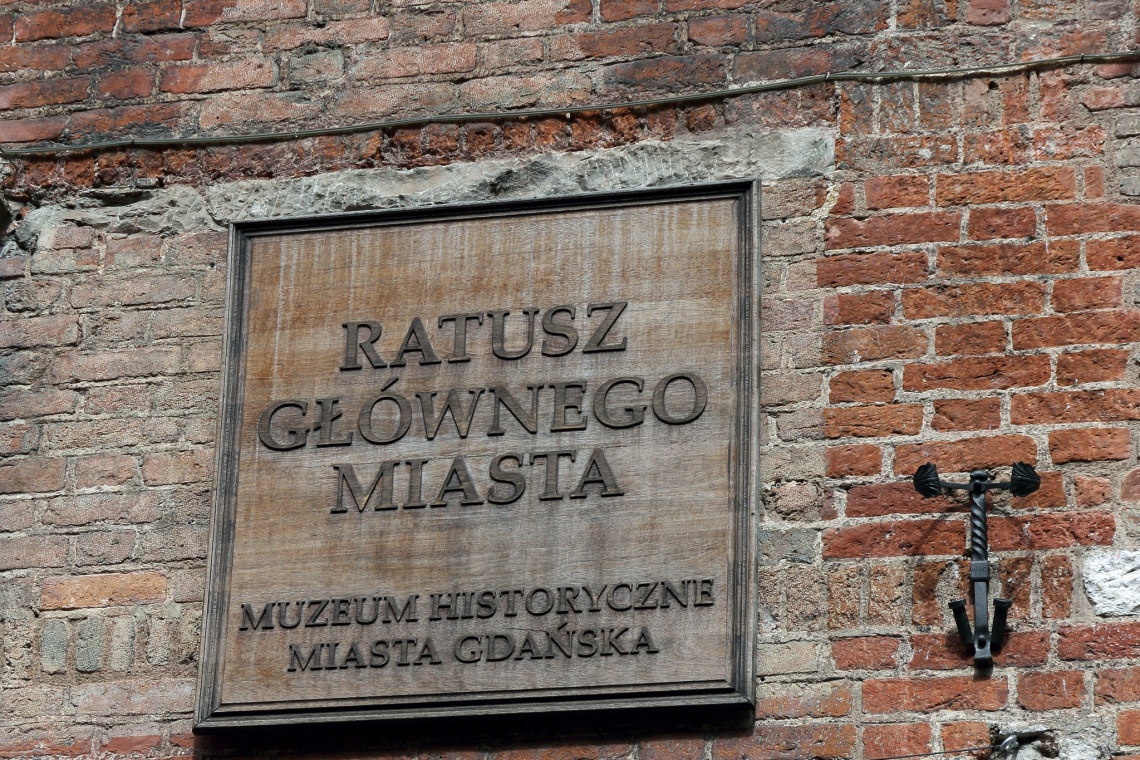 RATUSZ
GŁÓWNEGO
MIASTA
MUZEUM HISTORYCZNE
MIASTA GDAŃSKA